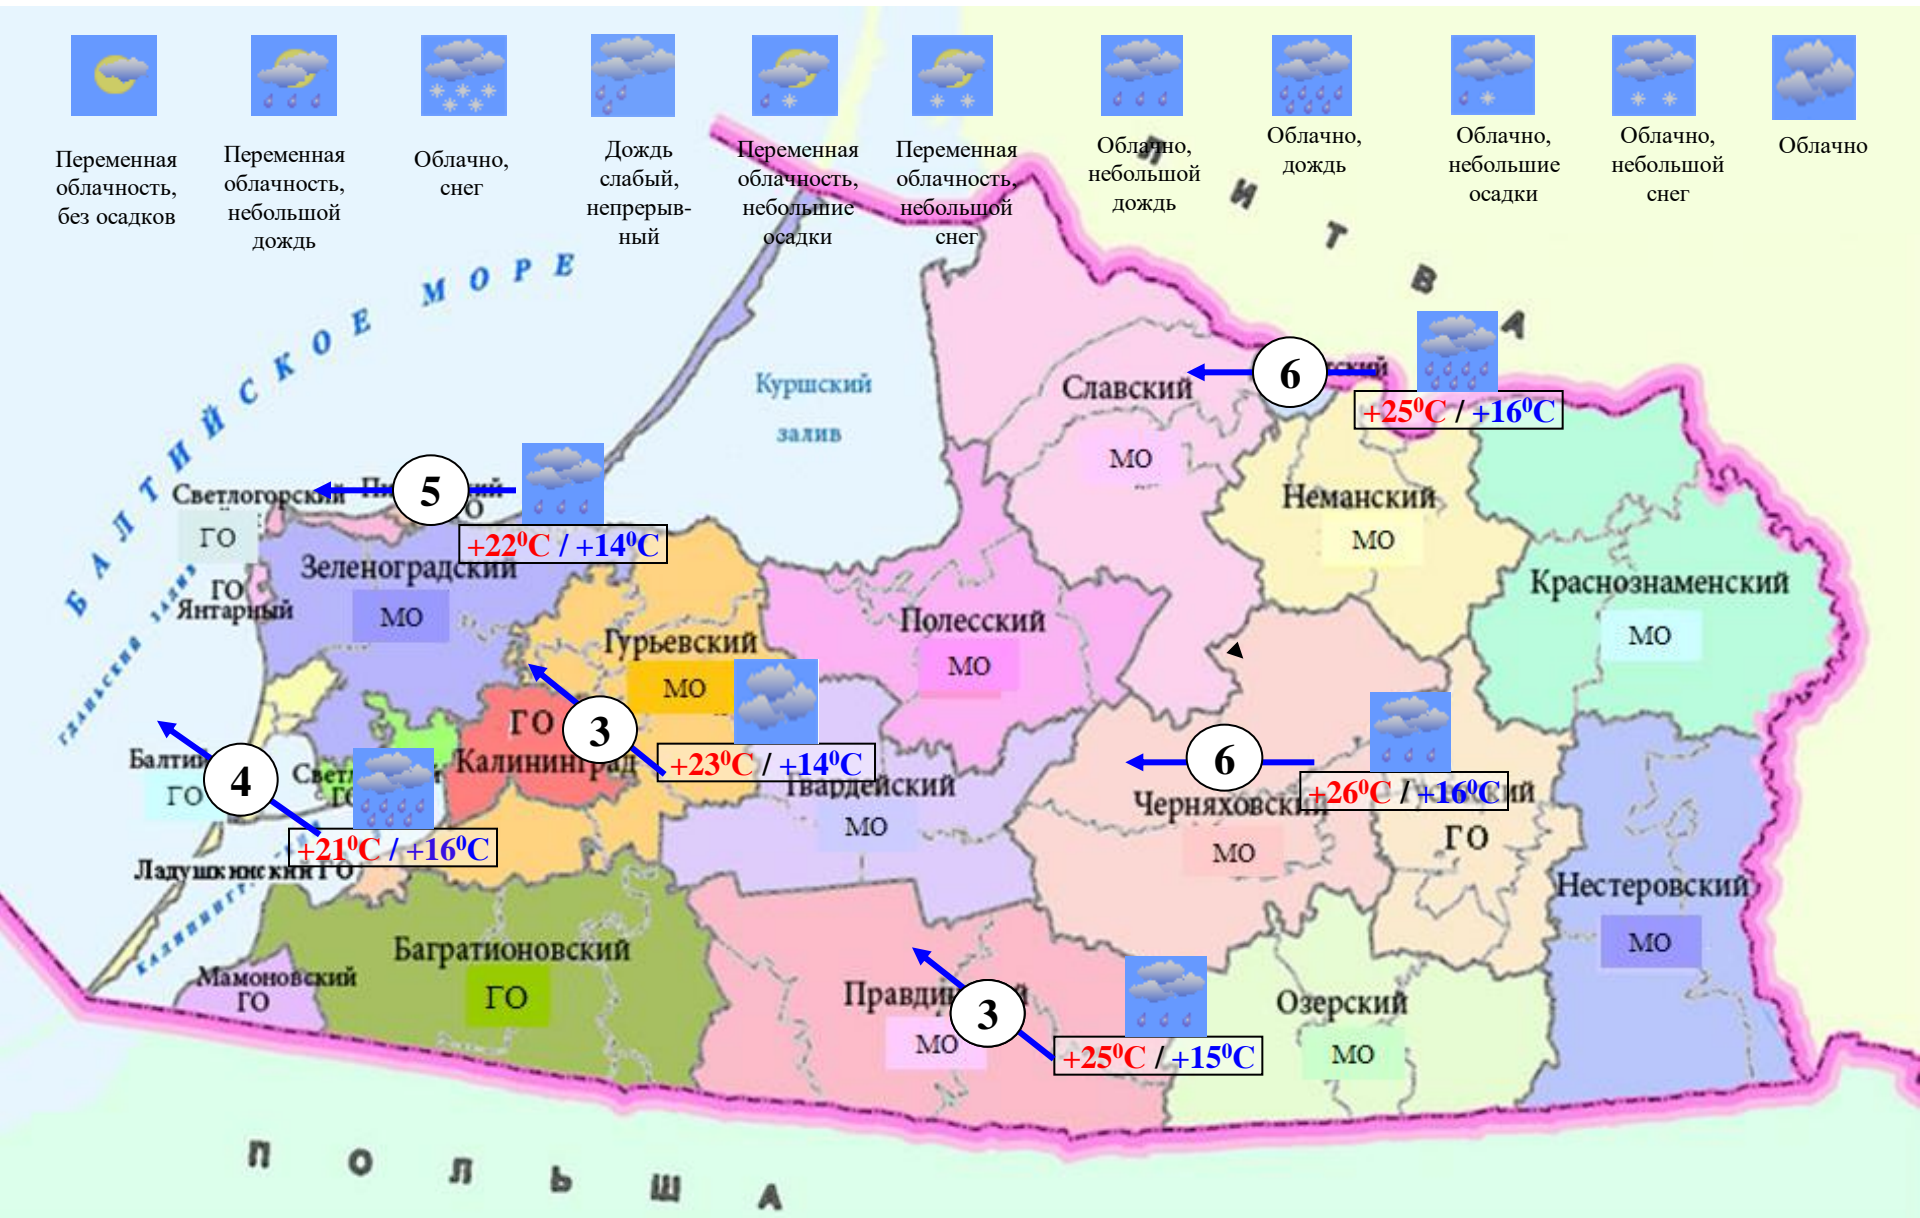 Переменная
облачность,
без осадков
Переменная
облачность,
небольшой
дождь
Облачно,
снег
Дождь
слабый,
непрерыв-
ный
Переменная
облачность,
небольшие
осадки
Переменная
облачность,
небольшой
снег
Облачно,
небольшой
дождь
Облачно,
дождь
Облачно,
небольшие
осадки
Облачно,
небольшой
снег
Облачно
ЛИТВА
БАЛТИЙСКОЕ МОРЕ
Куршский
залив
Славский
МО
6
+25⁰C / +16⁰C
Светлогорский
ГО
5
+22⁰C / +14⁰C
Неманский
МО
Зеленоградский
МО
ГО
Янтарный
Краснознаменский
МО
Полесский
МО
Гурьевский
МО
ГО
Калининград
3
+23⁰C / +14⁰C
4
ГО
+21⁰C / +16⁰C
Гвардейский
МО
6
+26⁰C / +16⁰C
Черняховский
МО
ГО
Ладушкинский ГО
Нестеровский
МО
Багратионовский
ГО
Мамоновский
ГО
3
МО
+25⁰C / +15⁰C
Озерский
МО
ПОЛЬША